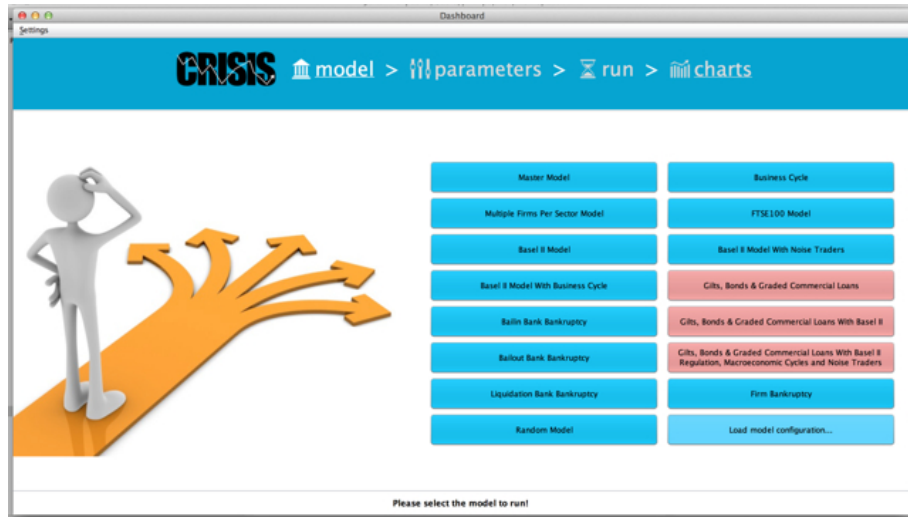 Dashboard
Settings
CRISIS model > parameters > run > charts
Master Model
Business Cycle
Multiple Firms Per Sector Model
FTSE100 Model
Basel II Model
Basel II Model With Noise Traders
Basel II Model With Business Cycle
Gilts, Bonds & Graded Commercial Loans
Bailin Bank Bankruptcy
Gilts, Bonds & Graded Commercial Loans With Basel II
Bailout Bank Bankruptcy
Gilts, Bonds & Graded Commercial Loans With Basel II
Regulation, Macroeconomic Cycles and Noise Traders
Liquidation Bank Bankruptcy
Firm Bankruptcy
Random Model
Load model configuration...
Please select the model to run!